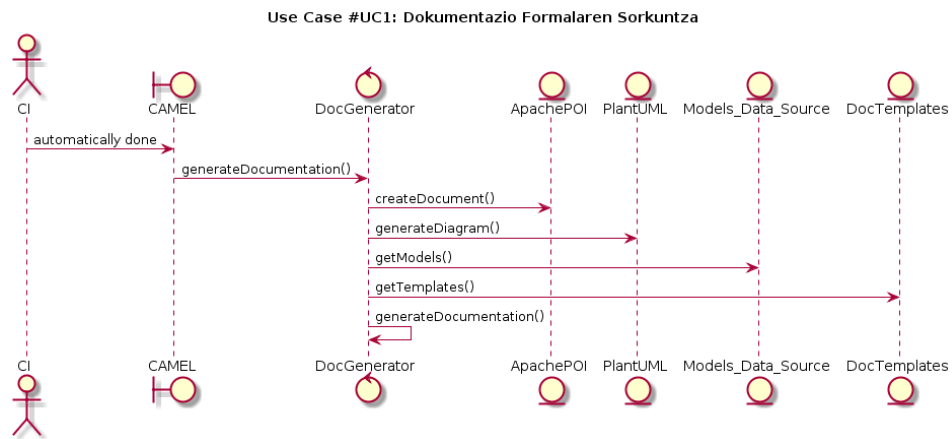 Use Case #UC1: Dokumentazio Formalaren Sorkuntza
CI CAMEL DocGenerator ApachePOI PlantUML Models_Data_Source DocTemplates
automatically done
generateDocumentation()
createDocument()
generateDiagram()
getModels()
getTemplates()
generateDocumentation()
CI CAMEL DocGenerator ApachePOI PlantUML Models_Data_Source DocTemplates